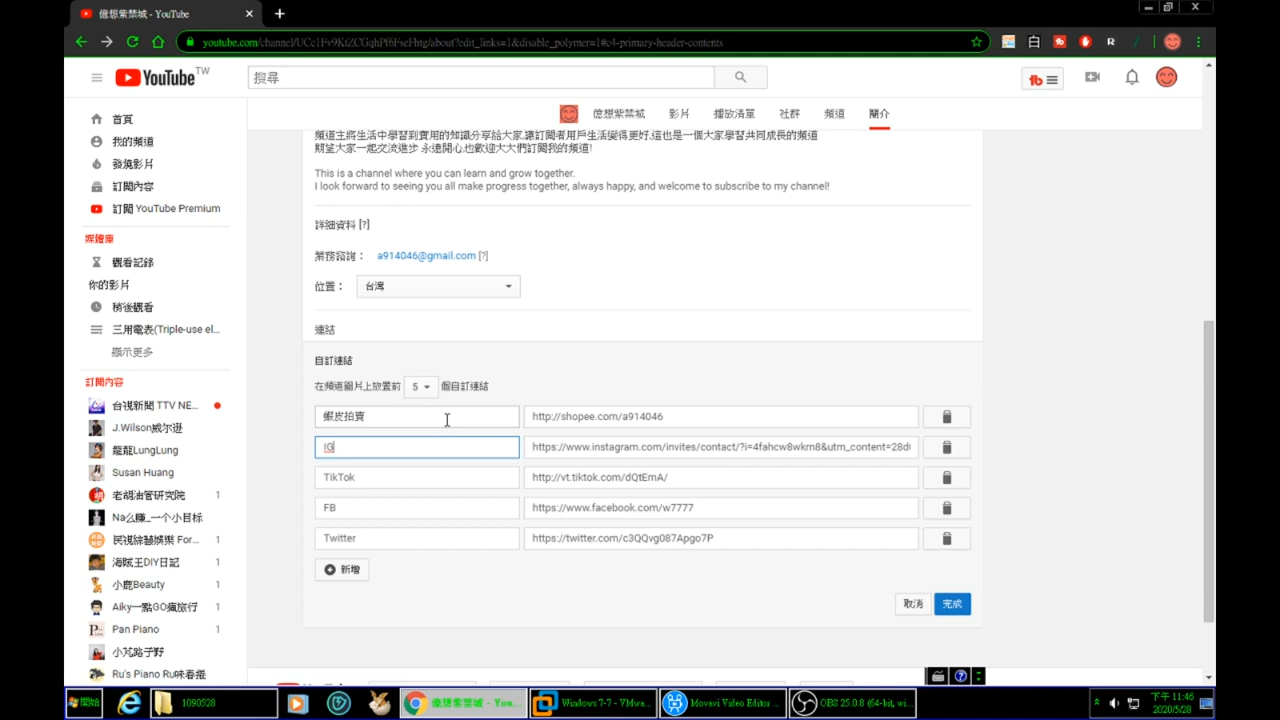 億想紫禁城 - YouTube
youtube.com/channel/UCc1Fv9KtZCGqhPf6FseFhtg/about?edit_links=1&disable_polymer=1#c4-primary-header-contents
YouTube TW
搜尋
億想紫禁城 影片 播放清單 社群 頻道 簡介
首頁
我的頻道
發燒影片
訂閱內容
訂閱 YouTube Premium
媒體庫
觀看記錄
你的影片
稍後觀看
三用電表(Triple-use el...
顯示更多
訂閱內容
台視新聞 TTV NE...
J.Wilson威尔逊
龍龍LungLung
Susan Huang
老胡油管研究院 1
Na么赚_一个小目标
民視綜藝娛樂 For... 1
海贼王DIY日記 1
小鹿Beauty 1
Aiky一點GO瘋旅行 1
Pan Piano 1
小芃路子野
Ru's Piano Ru味春捲
頻道主將生活中學習到實用的知識分享給大家,讓訂閱者用戶生活變得更好,這也是一個大家學習共同成長的頻道
期望大家一起交流進步 永遠開心,也歡迎大大們訂閱我的頻道!
This is a channel where you can learn and grow together.
I look forward to seeing you all make progress together, always happy, and welcome to subscribe to my channel!
詳細資料 [?]
業務諮詢： a914046@gmail.com [?]
位置： 台灣
連結
自訂連結
在頻道圖片上放置前 5 個自訂連結
蝦皮拍賣 http://shopee.com/a914046
IG https://www.instagram.com/invites/contact/?i=4fahcw8wkrn8&utm_content=28d
TikTok http://vt.tiktok.com/dQtEmA/
FB https://www.facebook.com/w7777
Twitter https://twitter.com/c3QQvg087Apgo7P
新增
取消 完成
開始 1090528 億想紫禁城 - You... Windows 7-7 - VMwa... Movavi Video Editor ... OBS 25.0.8 (64-bit, wi...
下午 11:46
2020/5/28